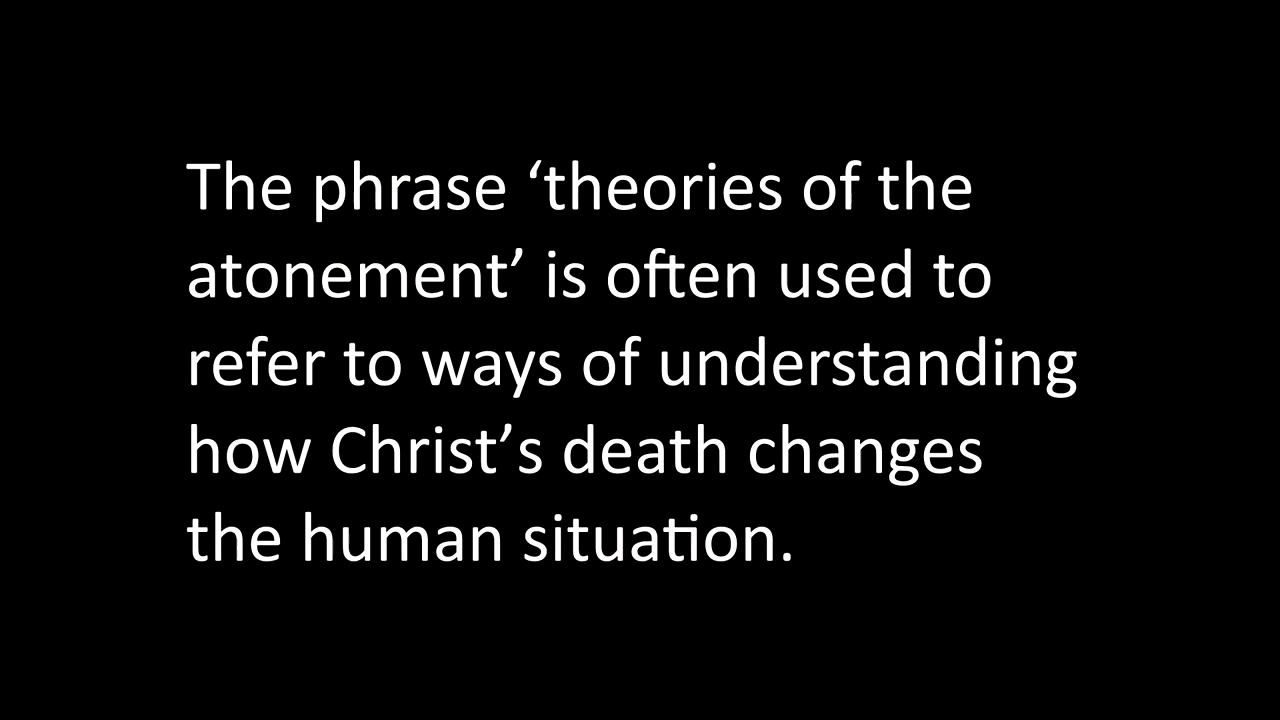 The phrase ‘theories of the
atonement’ is often used to
refer to ways of understanding
how Christ’s death changes
the human situation.